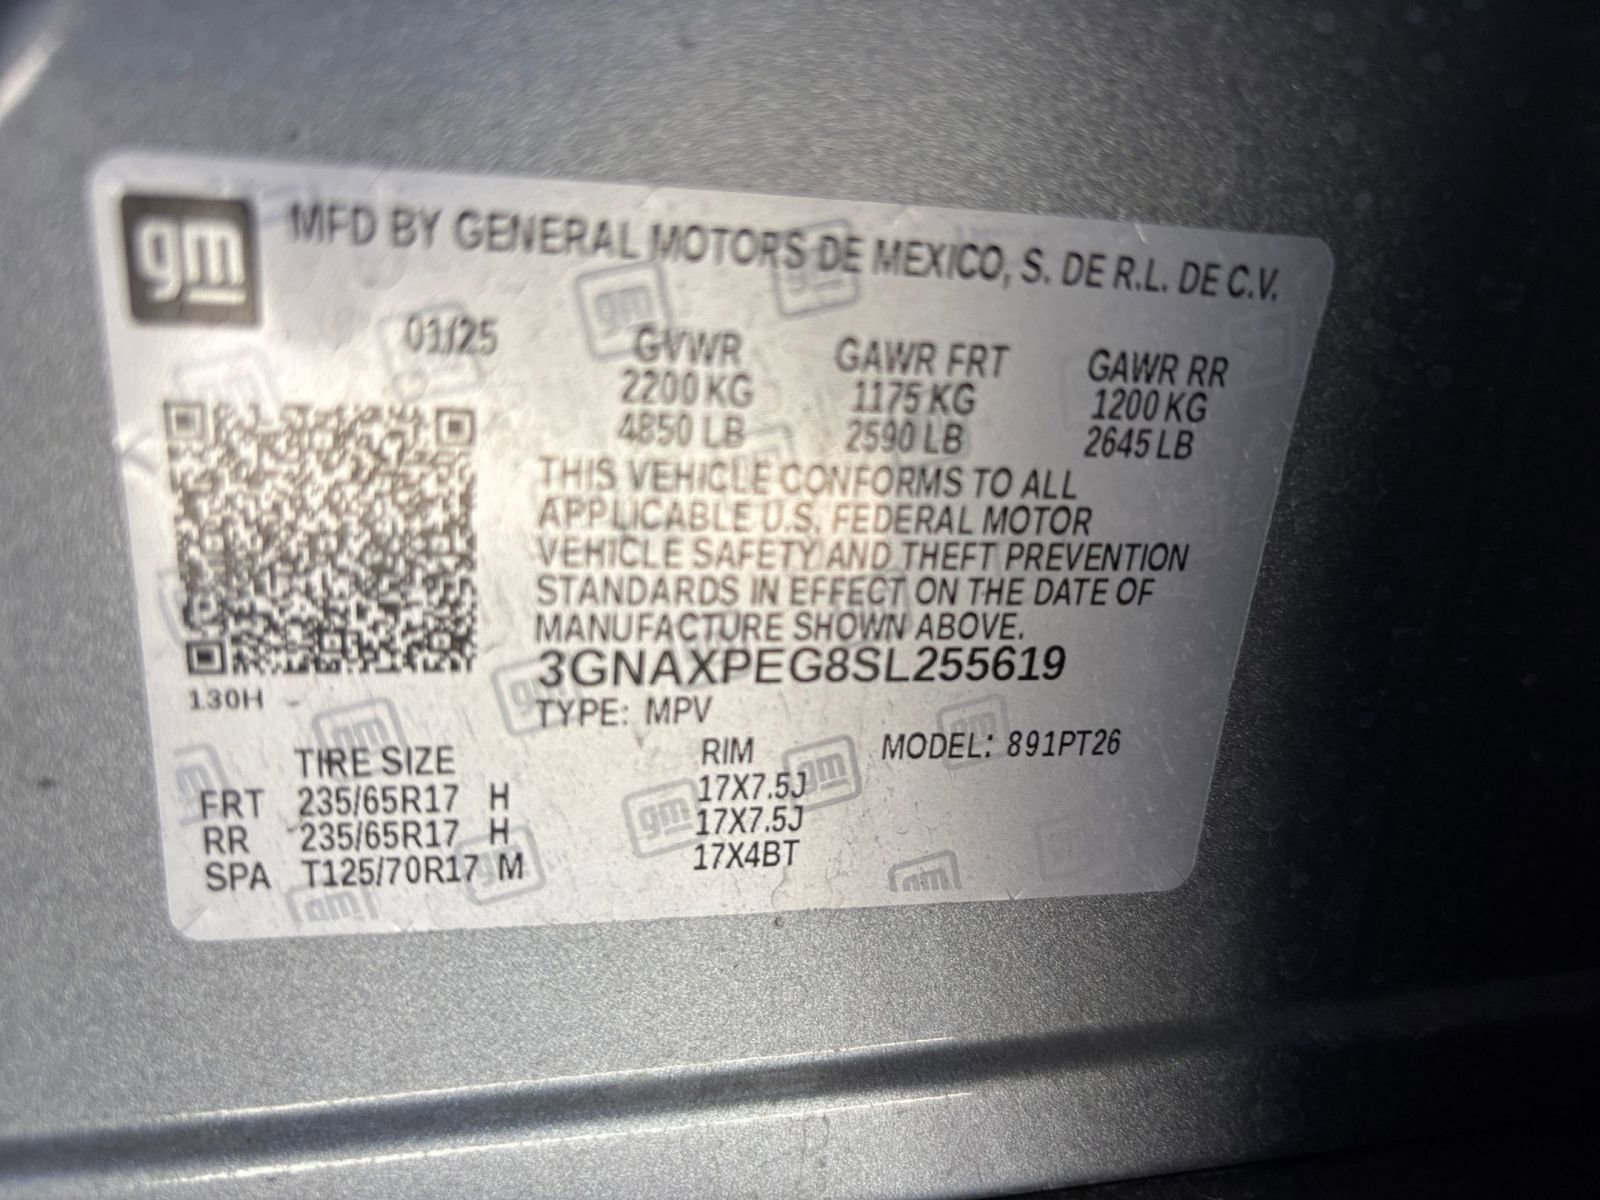 gm MFD BY GENERAL MOTORS DE MEXICO, S. DE R.L. DE C.V.
01/25 GVWR GAWR FRT GAWR RR
2200 KG 1175 KG 1200 KG
4850 LB 2590 LB 2645 LB
THIS VEHICLE CONFORMS TO ALL
APPLICABLE U.S. FEDERAL MOTOR
VEHICLE SAFETY AND THEFT PREVENTION
STANDARDS IN EFFECT ON THE DATE OF
MANUFACTURE SHOWN ABOVE.
3GNAXPEG8SL255619
130H
TYPE: MPV
TIRE SIZE RIM MODEL: 891PT26
FRT 235/65R17 H 17X7.5J
RR 235/65R17 H 17X7.5J
SPA T125/70R17 M 17X4BT